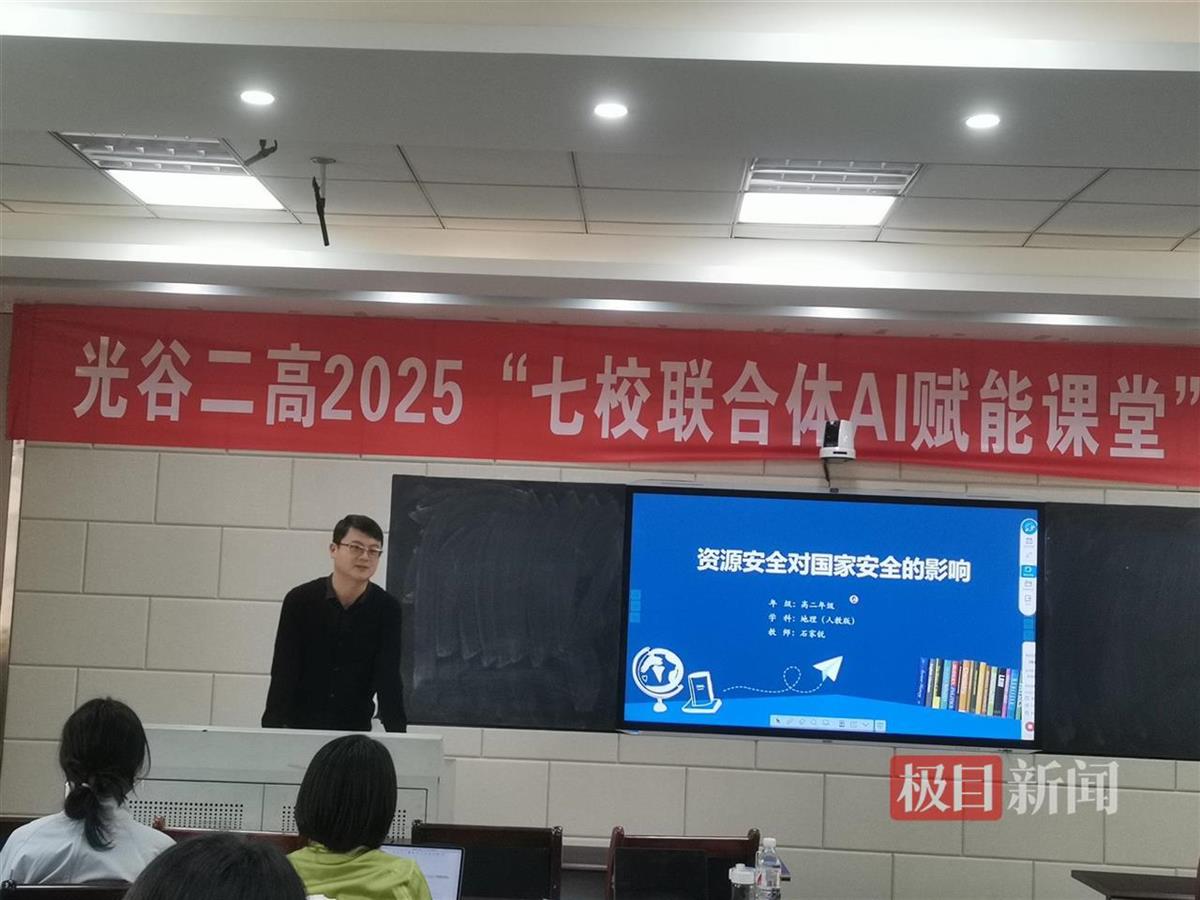 光谷二高2025 “七校联合体AI赋能课堂”
资源安全对国家安全的影响
年 级：高二年级
学 科：地理（人教版）
教 师：石家锐
极目新闻